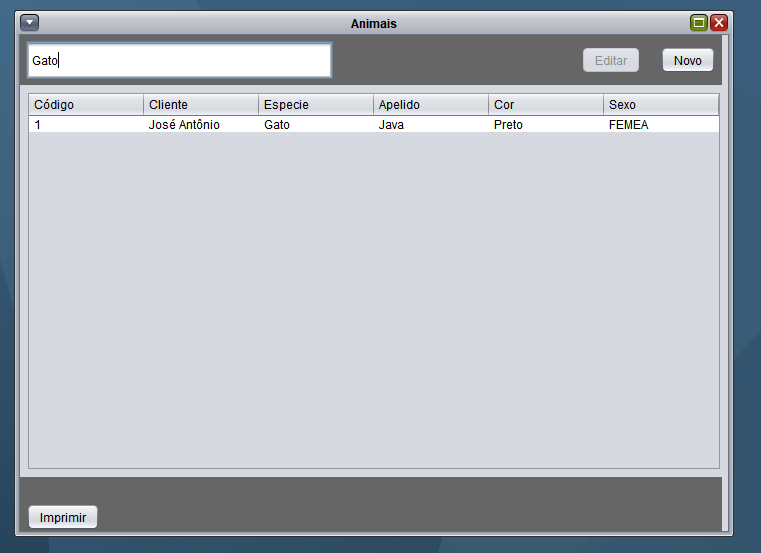 Animais
Gato Editar Novo
Código Cliente Especie Apelido Cor Sexo
1 José Antônio Gato Java Preto FEMEA
Imprimir